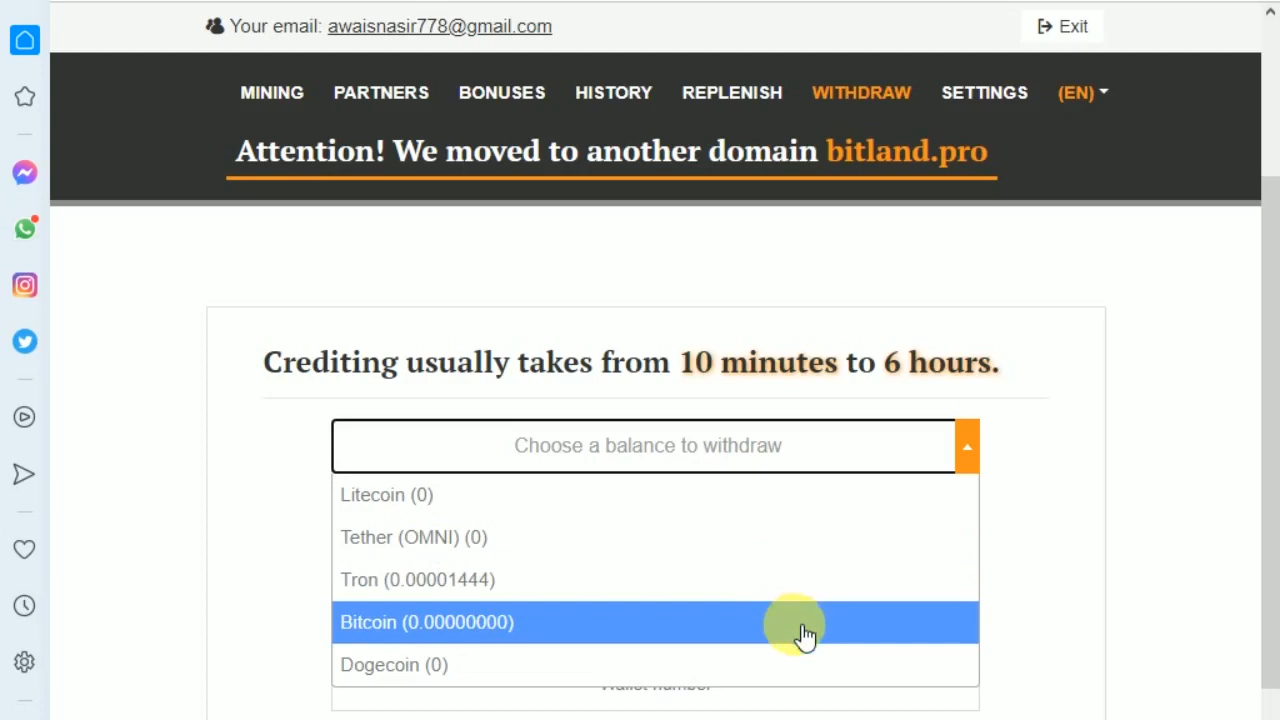 Your email: awaisnasir778@gmail.com
Exit
MINING PARTNERS BONUSES HISTORY REPLENISH WITHDRAW SETTINGS (EN)
Attention! We moved to another domain bitland.pro
Crediting usually takes from 10 minutes to 6 hours.
Choose a balance to withdraw
Litecoin (0)
Tether (OMNI) (0)
Tron (0.00001444)
Bitcoin (0.00000000)
Dogecoin (0)
Wallet number